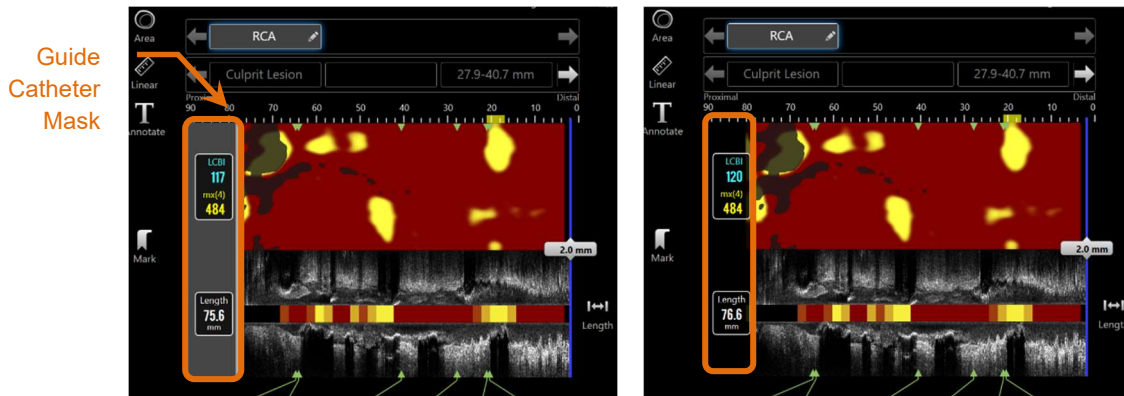 Guide
Catheter
Mask
Area
RCA
Linear
Culprit Lesion
27.9-40.7 mm
Proximal
Distal
90 80 70 60 50 40 30 20 10 0
Annotate
LCBI
117
mx(4)
484
Mark
2.0 mm
Length
75.6
mm
Length
Area
RCA
Linear
Culprit Lesion
27.9-40.7 mm
Proximal
Distal
90 80 70 60 50 40 30 20 10 0
Annotate
LCBI
120
mx(4)
484
Mark
2.0 mm
Length
76.6
mm
Lengt